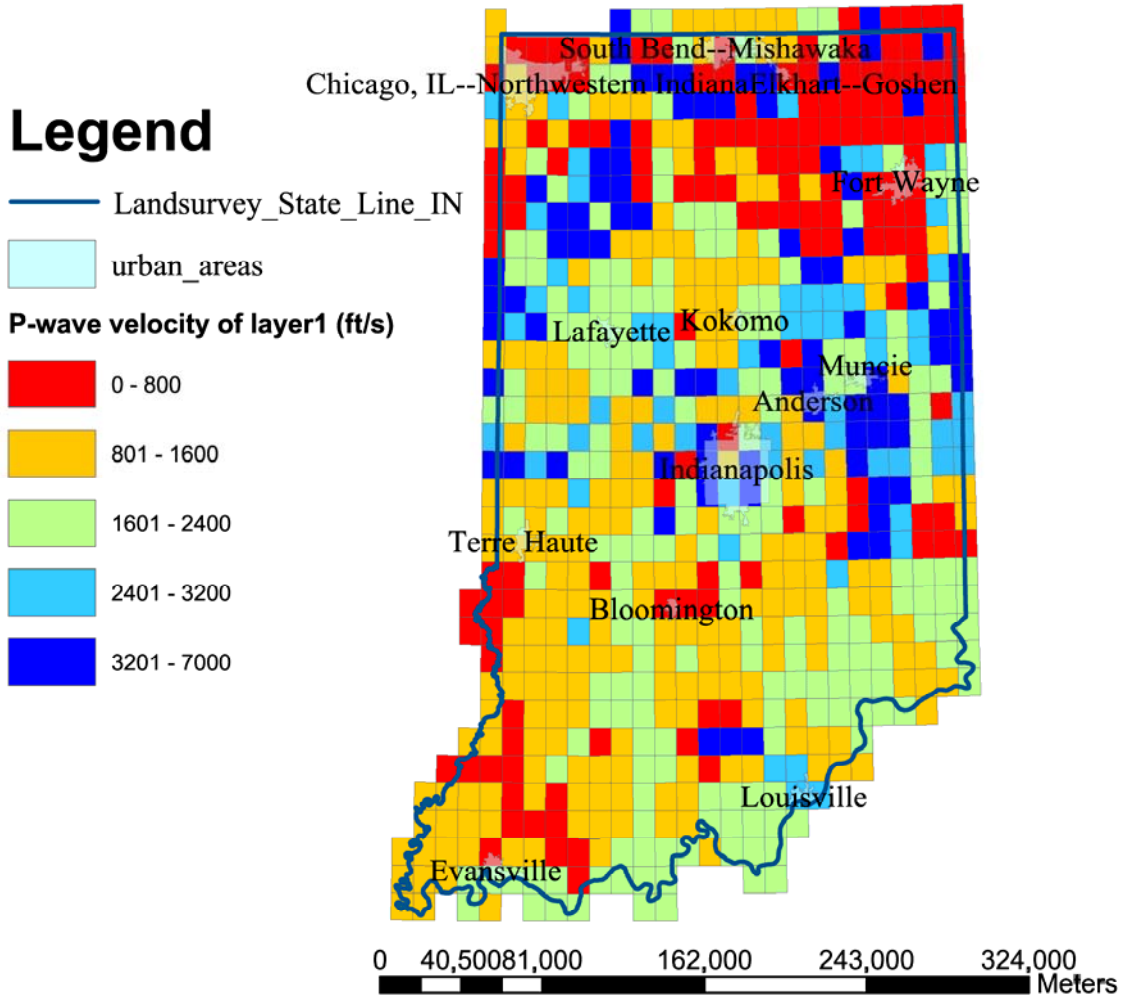 South Bend--Mishawaka
Chicago, IL--Northwestern IndianaElkhart--Goshen
Legend
Landsurvey_State_Line_IN
urban_areas
P-wave velocity of layer1 (ft/s)
0 - 800
801 - 1600
1601 - 2400
2401 - 3200
3201 - 7000
Fort Wayne
Lafayette
Kokomo
Muncie
Anderson
Indianapolis
Terre Haute
Bloomington
Louisville
Evansville
0 40,50081,000 162,000 243,000 324,000
Meters